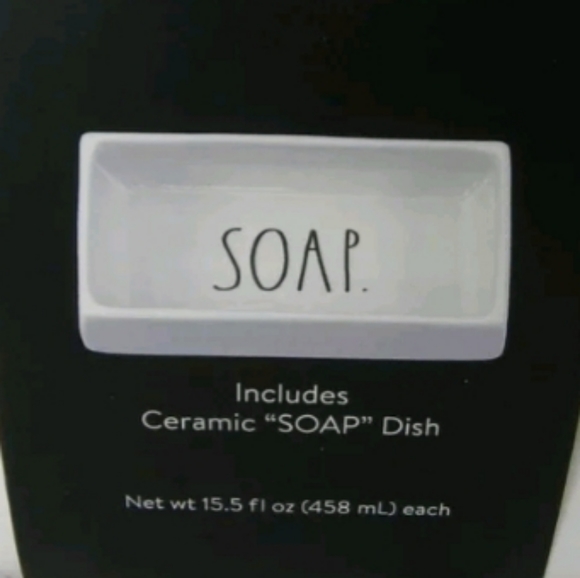 SOAP.
Includes
Ceramic “SOAP” Dish
Net wt 15.5 fl oz (458 mL) each